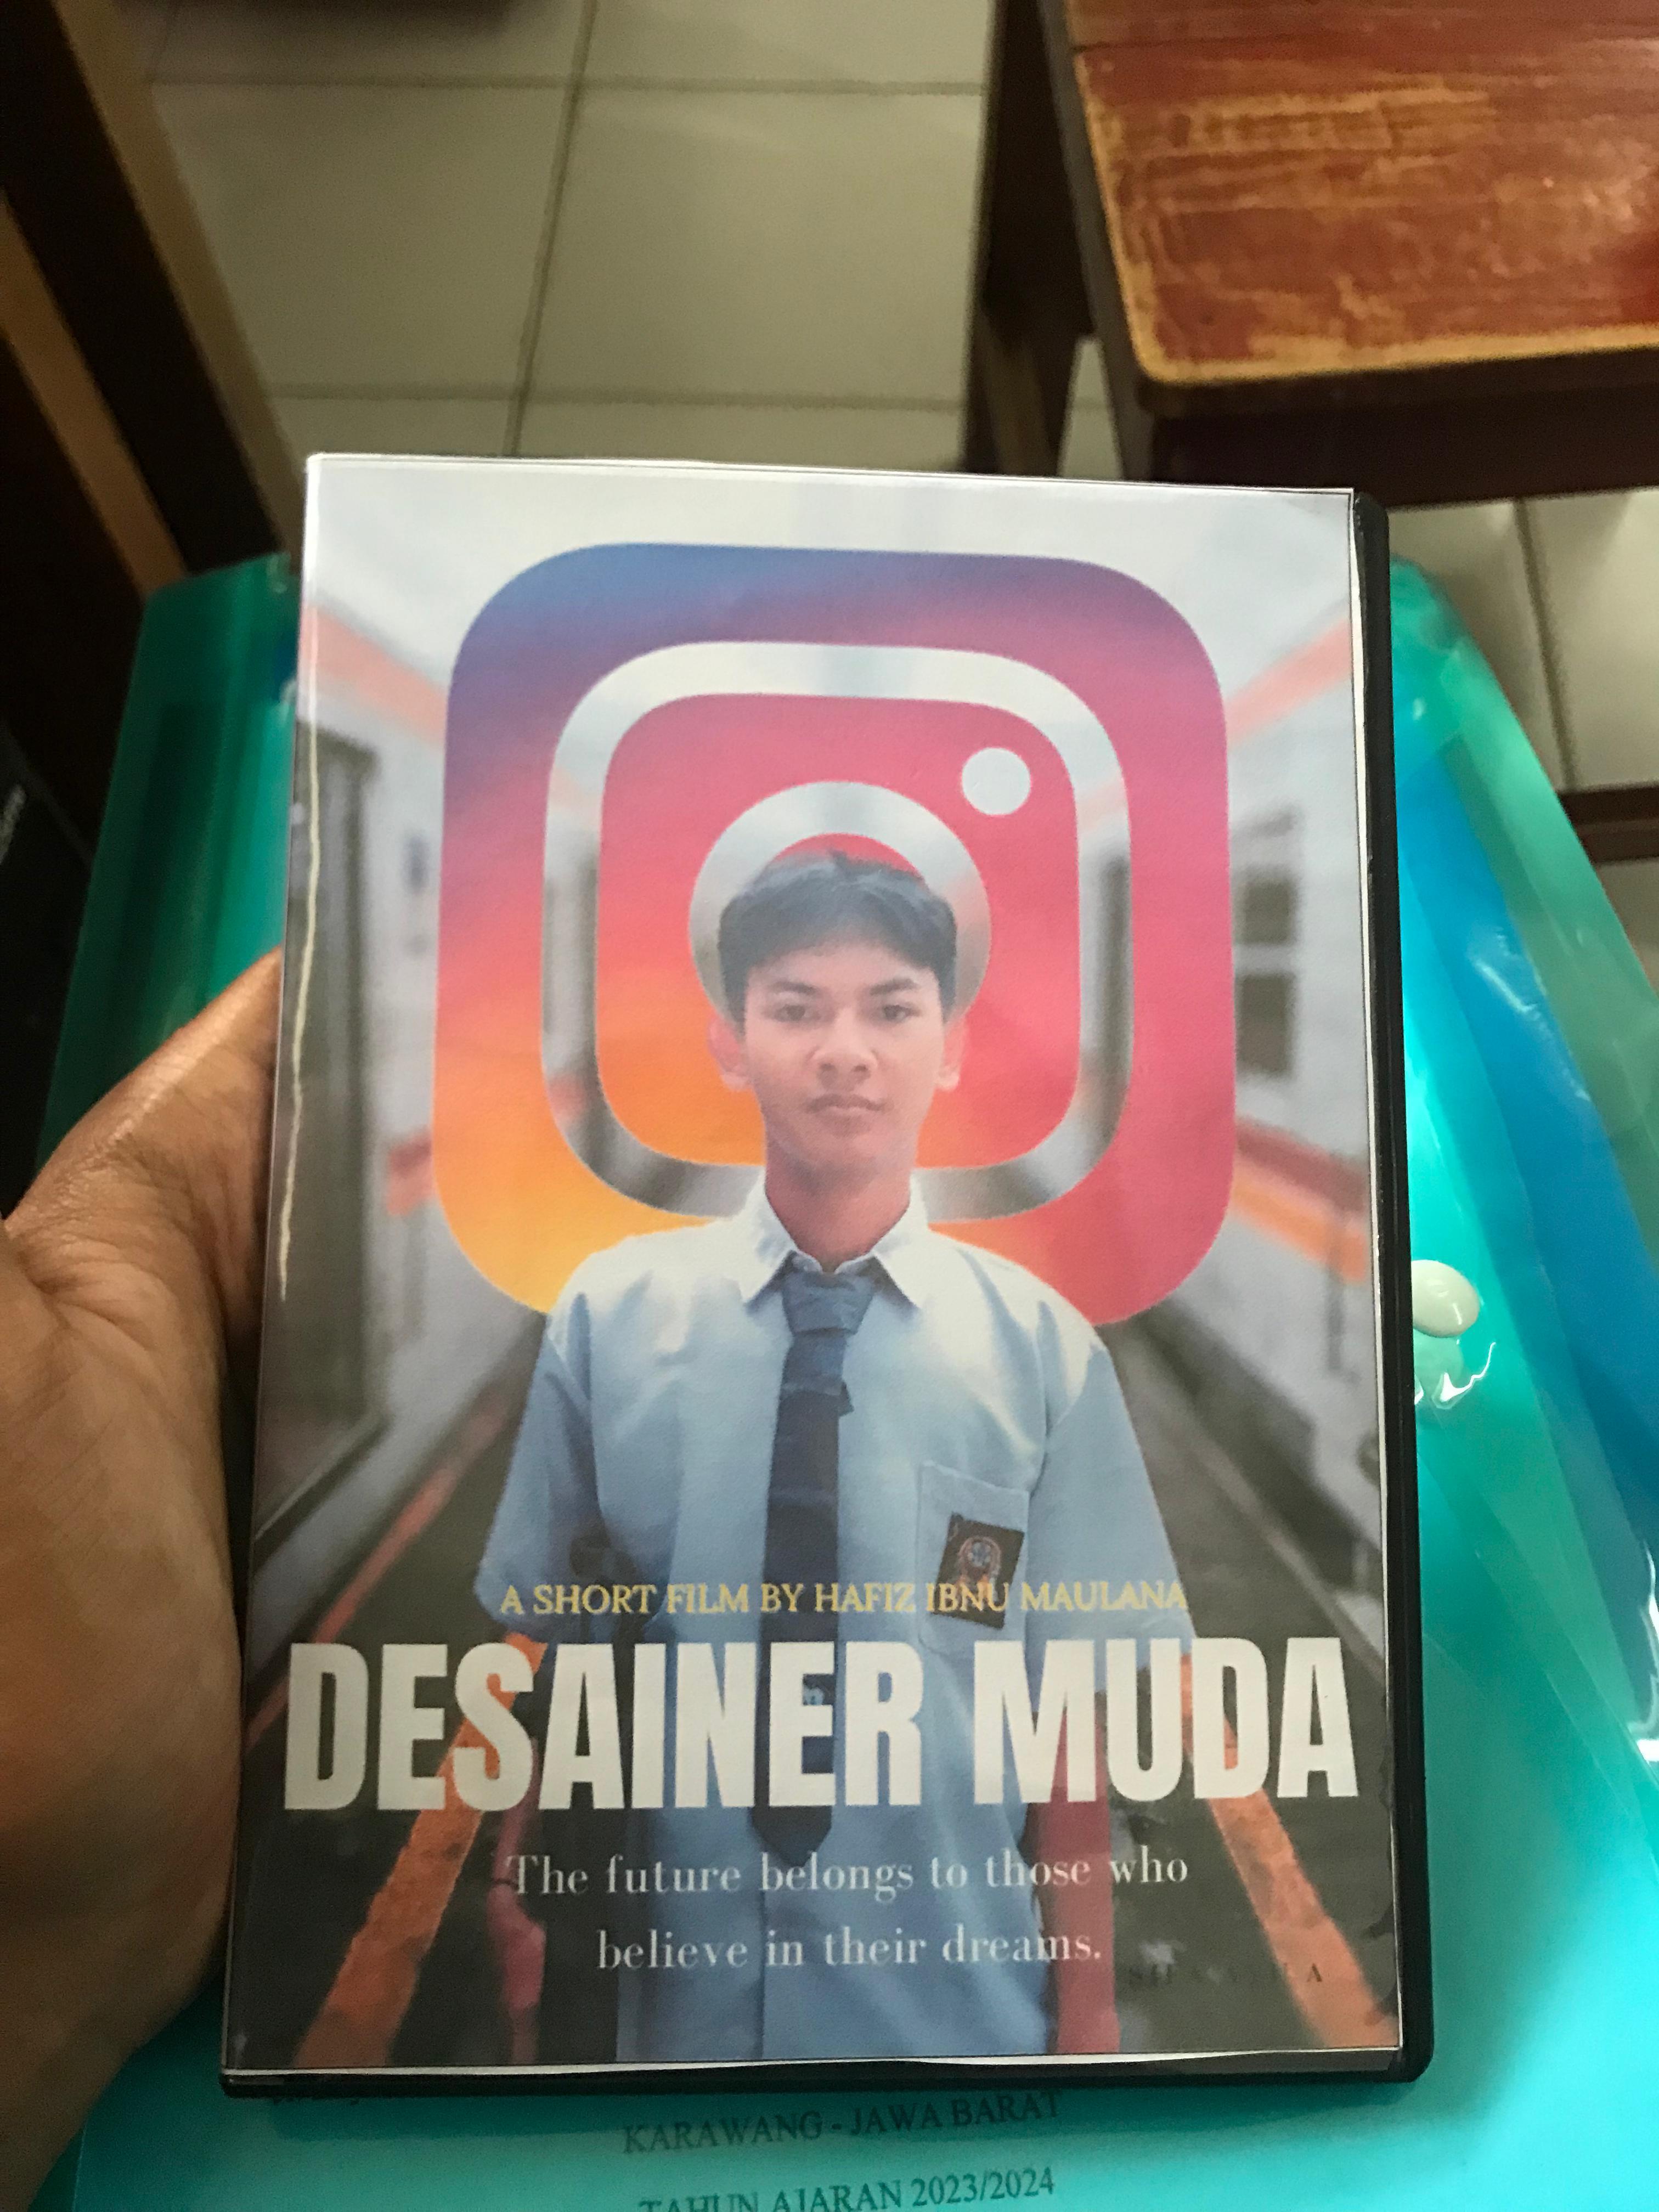 A SHORT FILM BY HAFIZ IBNU MAULANA
DESAINER MUDA
The future belongs to those who
believe in their dreams.
KARAWANG - JAWA BARAT
TAHUN AJARAN 2023/2024